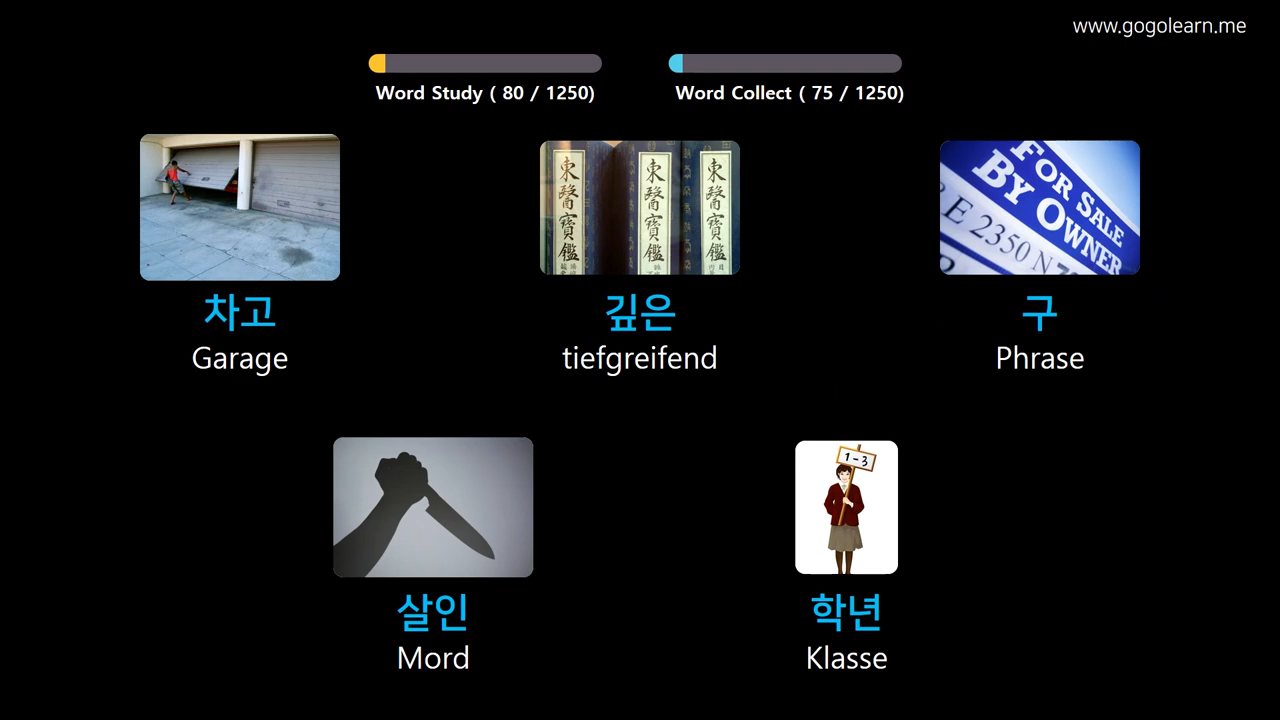 www.gogolearn.me
Word Study ( 80 / 1250)
Word Collect ( 75 / 1250)
東醫寶鑑
東醫寶鑑
東醫寶鑑
FOR SALE
BY OWNER
E 2350 N
차고
깊은
구
Garage
tiefgreifend
Phrase
1-3
살인
학년
Mord
Klasse